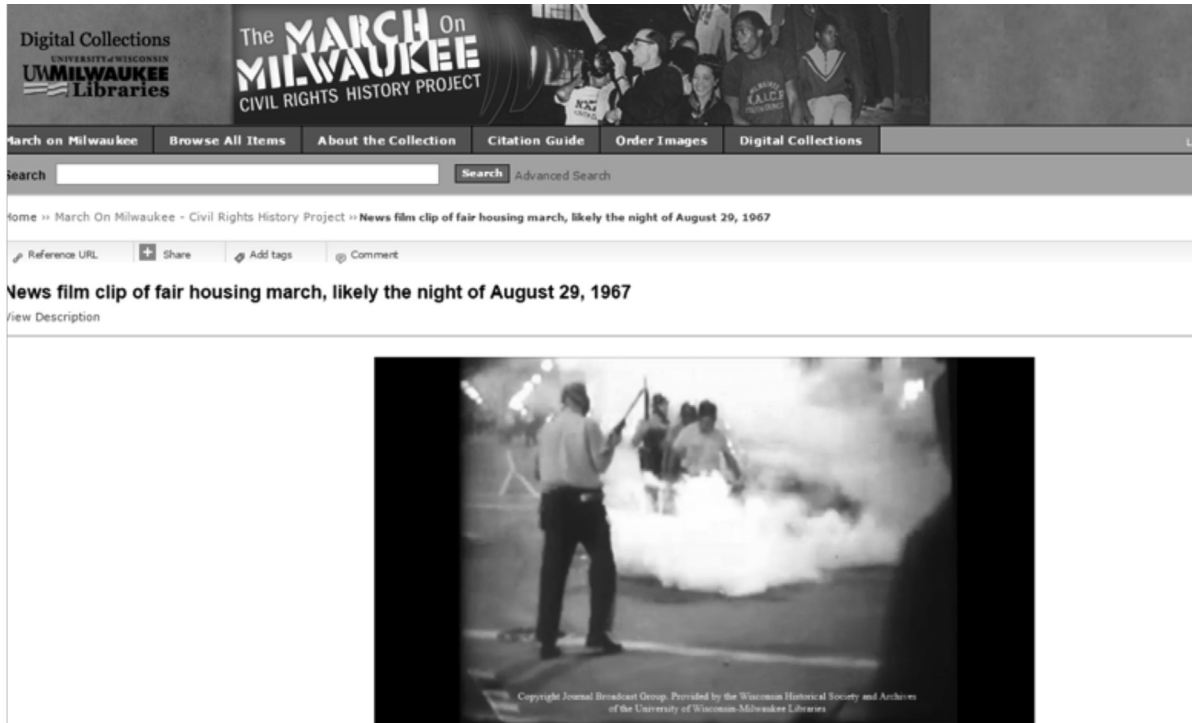 Digital Collections
UNIVERSITY of WISCONSIN
UWMILWAUKEE
Libraries
The MARCH On
MILWAUKEE
CIVIL RIGHTS HISTORY PROJECT
March on Milwaukee
Browse All Items
About the Collection
Citation Guide
Order Images
Digital Collections
Search
Search
Advanced Search
Home ›› March On Milwaukee - Civil Rights History Project ›› News film clip of fair housing march, likely the night of August 29, 1967
Reference URL
Share
Add tags
Comment
News film clip of fair housing march, likely the night of August 29, 1967
View Description
Copyright Journal Broadcast Group. Provided by the Wisconsin Historical Society and Archives
of the University of Wisconsin-Milwaukee Libraries